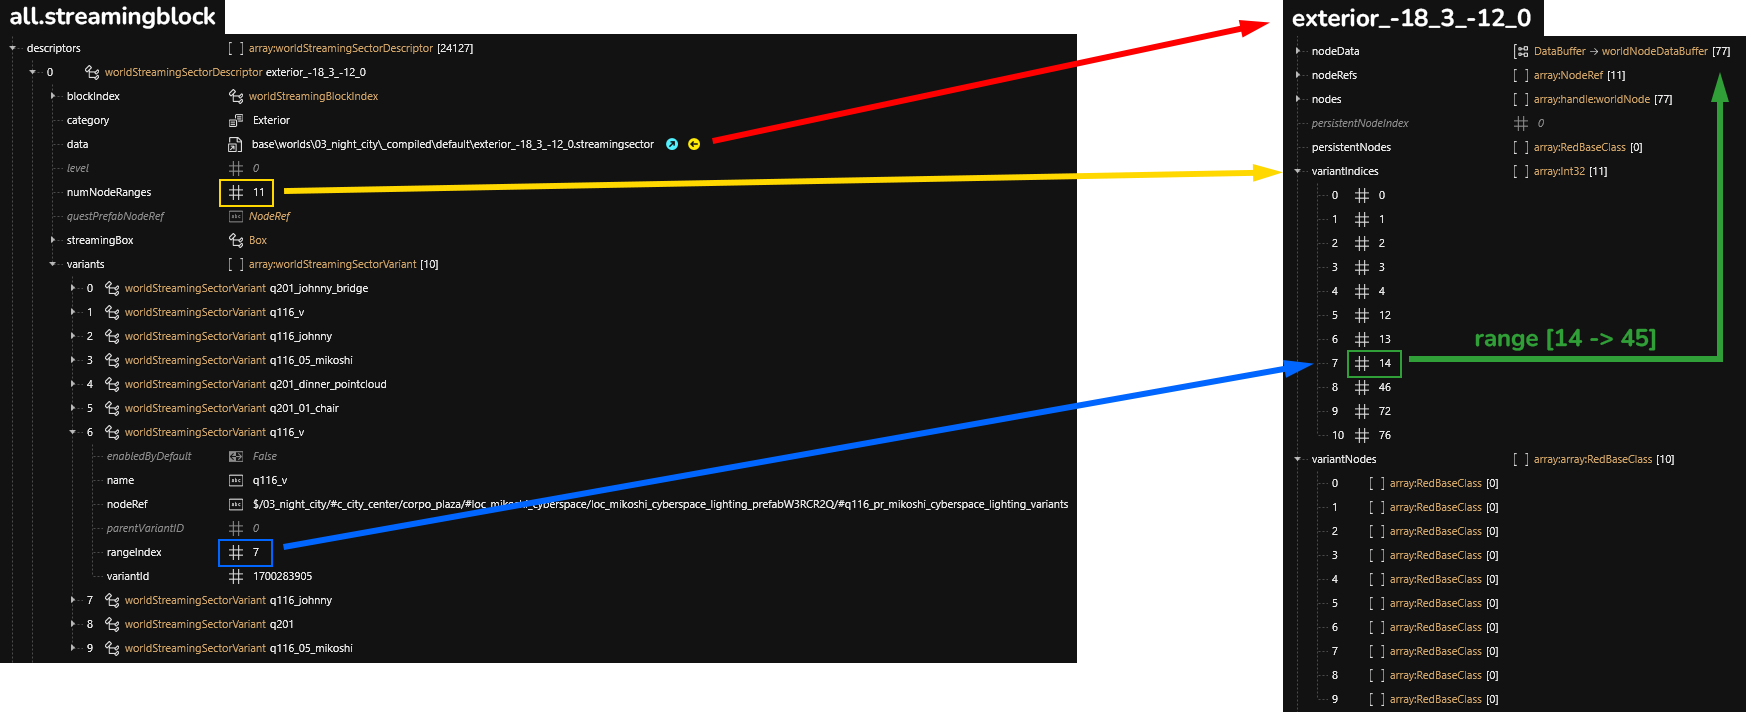 all.streamingblock
descriptors [ ] array:worldStreamingSectorDescriptor [24127]
0 worldStreamingSectorDescriptor exterior_-18_3_-12_0
blockIndex worldStreamingBlockIndex
category Exterior
data base\worlds\03_night_city\_compiled\default\exterior_-18_3_-12_0.streamingsector
level 0
numNodeRanges 11
questPrefabNodeRef NodeRef
streamingBox Box
variants [ ] array:worldStreamingSectorVariant [10]
0 worldStreamingSectorVariant q201_johnny_bridge
1 worldStreamingSectorVariant q116_v
2 worldStreamingSectorVariant q116_johnny
3 worldStreamingSectorVariant q116_05_mikoshi
4 worldStreamingSectorVariant q201_dinner_pointcloud
5 worldStreamingSectorVariant q201_01_chair
6 worldStreamingSectorVariant q116_v
enabledByDefault False
name q116_v
nodeRef $/03_night_city/#c_city_center/corpo_plaza/#loc_mikoshi_cyberspace/loc_mikoshi_cyberspace_lighting_prefabW3RCR2Q/#q116_pr_mikoshi_cyberspace_lighting_variants
parentVariantID 0
rangeIndex 7
variantId 1700283905
7 worldStreamingSectorVariant q116_johnny
8 worldStreamingSectorVariant q201
9 worldStreamingSectorVariant q116_05_mikoshi
exterior_-18_3_-12_0
nodeData DataBuffer → worldNodeDataBuffer [77]
nodeRefs [ ] array:NodeRef [11]
nodes [ ] array:handle:worldNode [77]
persistentNodeIndex 0
persistentNodes [ ] array:RedBaseClass [0]
variantIndices [ ] array:Int32 [11]
0 0
1 1
2 2
3 3
4 4
5 12
6 13
7 14
8 46
9 72
10 76
range [14 -> 45]
variantNodes [ ] array:array:RedBaseClass [10]
0 [ ] array:RedBaseClass [0]
1 [ ] array:RedBaseClass [0]
2 [ ] array:RedBaseClass [0]
3 [ ] array:RedBaseClass [0]
4 [ ] array:RedBaseClass [0]
5 [ ] array:RedBaseClass [0]
6 [ ] array:RedBaseClass [0]
7 [ ] array:RedBaseClass [0]
8 [ ] array:RedBaseClass [0]
9 [ ] array:RedBaseClass [0]